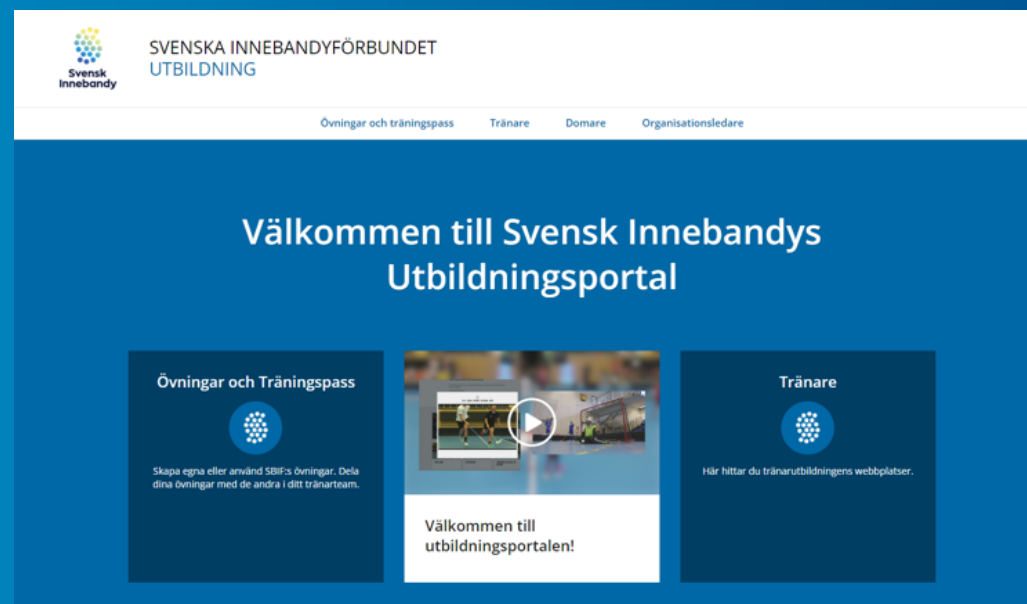 Svensk
Innebandy
SVENSKA INNEBANDYFÖRBUNDET
UTBILDNING
Övningar och träningspass
Tränare
Domare
Organisationsledare
Välkommen till Svensk Innebandys
Utbildningsportal
Övningar och Träningspass
Skapa egna eller använd SBIF:s övningar. Dela
dina övningar med de andra i ditt tränarteam.
Välkommen till
utbildningsportalen!
Tränare
Här hittar du tränarutbildningens webbplatser.